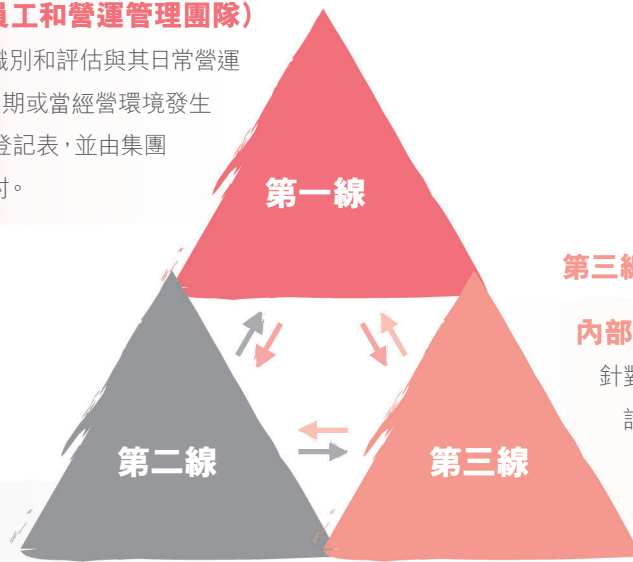 員工和營運管理團隊）
識別和評估與其日常營運
期或當經營環境發生
登記表，並由集團
討。
第一線
第三線
內部
針對
第二線
第三線